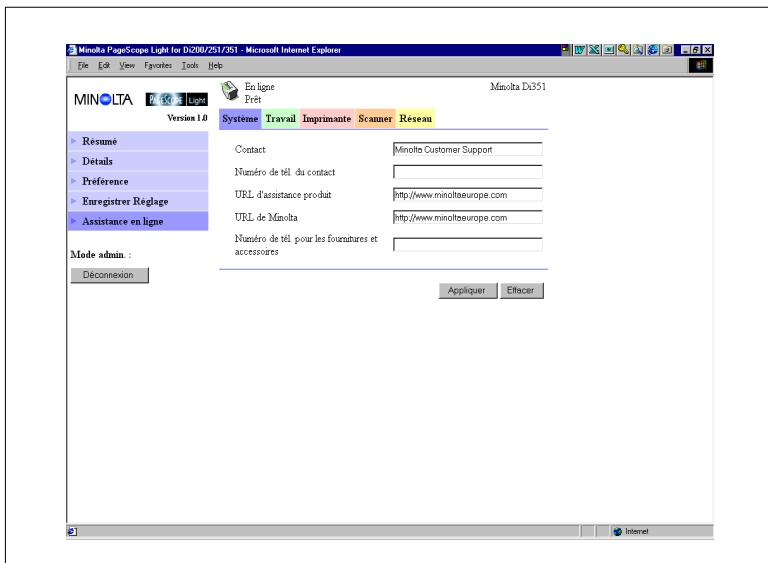 Minolta PageScope Light for Di200/251/351 - Microsoft Internet Explorer
File Edit View Favorites Tools Help
MINOLTA PAGESCOPE Light
Version 1.0
En ligne
Prêt
Minolta Di351
Système Travail Imprimante Scanner Réseau
Résumé
Détails
Préférence
Enregistrer Réglage
Assistance en ligne
Mode admin. :
Déconnexion
Contact Minolta Customer Support
Numéro de tél. du contact
URL d'assistance produit http://www.minoltaeurope.com
URL de Minolta http://www.minoltaeurope.com
Numéro de tél. pour les fournitures et
accessoires
Appliquer Effacer
Internet